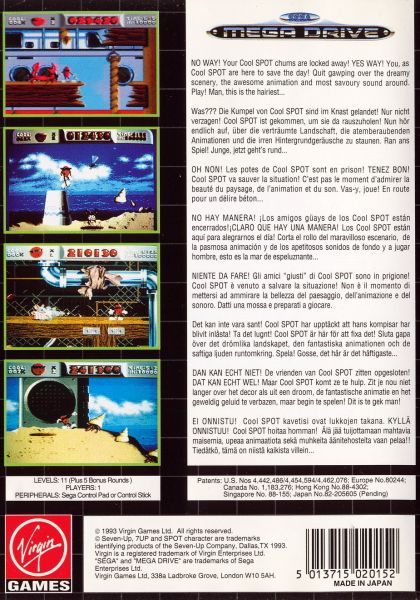 SEGA
MEGA DRIVE
NO WAY! Your Cool SPOT chums are locked away! YES WAY! You, as
Cool SPOT are here to save the day! Quit gawping over the dreamy
scenery, the awesome animation and most savoury sound around.
Play! Man, this is the hairiest...
Was??? Die Kumpel von Cool SPOT sind im Knast gelandet! Nur nicht
verzagen! Cool SPOT ist gekommen, um sie da rauszuholen! Nun hör
endlich auf, über die verträumte Landschaft, die atemberaubenden
Animationen und die irren Hintergrundgeräusche zu staunen. Ran ans
Spiel! Junge, jetzt geht's rund...
OH NON! Les potes de Cool SPOT sont en prison! TENEZ BON!
Cool SPOT va sauver la situation! C'est pas le moment d'admirer la
beauté du paysage, de l'animation et du son. Vas-y, joue! En route
pour un délire béton...
NO HAY MANERA! ¡Los amigos güays de los Cool SPOT están
encerrados!¡CLARO QUE HAY UNA MANERA! Los Cool SPOT están
aquí para alegrarnos el día! Corta el rollo del maravilloso escenario, de
la pasmosa animación y de los apetitosos sonidos de fondo y a jugar
hombre, esto es la mar de espeluznante...
NIENTE DA FARE! Gli amici "giusti" di Cool SPOT sono in prigione!
Cool SPOT è venuto a salvare la situazione! Non è il momento di
mettersi ad ammirare la bellezza del paesaggio, dell'animazione e del
sonoro. Datti una mossa e preparati a giocare.
Det kan inte vara sant! Cool SPOT har upptäckt att hans kompisar har
blivit inlåsta! Ta det lugnt! Cool SPOT är här för att fixa det! Sluta gapa
över det drömlika landskapet, den fantastiska animationen och de
saftiga ljuden runtomkring. Spela! Gosse, det här är det häftigaste...
DAN KAN ECHT NIET! De vrienden van Cool SPOT zitten opgesloten!
DAT KAN ECHT WEL! Maar Cool SPOT komt ze te hulp. Zit je nou niet
langer over het decor als uit een droom, de fantastische animatie en het
geweldig geluid te verbazen, maar begin te spelen! Dit is te gek man!
EI ONNISTU! Cool SPOT kavetisi ovat lukkojen takana. KYLLÄ
ONNISTUU! Cool SPOT hoitaa homman! Älä jää tuijottamaan mahtavia
maisemia, upeaa animaatiota sekä muhkeita äänitehosteita vaan pelaa!!
Tiedätkö, tämä on niistä kaikista villein...
LEVELS: 11 (Plus 5 Bonus Rounds )
PLAYERS: 1
PERIPHERALS: Sega Control Pad or Control Stick
Patents: U.S. Nos 4,442,486/4,454,594/4,462,076; Europe No.80244;
Canada No. 1,183,276; Hong Kong No.88-4302;
Singapore No. 88-155; Japan No. 82-205605 (Pending)
Virgin
GAMES
© 1993 Virgin Games Ltd. All rights reserved.
© Seven-Up, 7UP and SPOT character are trademarks
identifying products of the Seven-Up Company, Dallas,TX 1993.
Virgin is a registered trademark of Virgin Enterprises Ltd.
"SEGA" and "MEGA DRIVE" are trademarks of Sega
Enterprises Ltd.
Virgin Games Ltd, 338a Ladbroke Grove, London W10 5AH.
5 013715 020152
MADE IN JAPAN